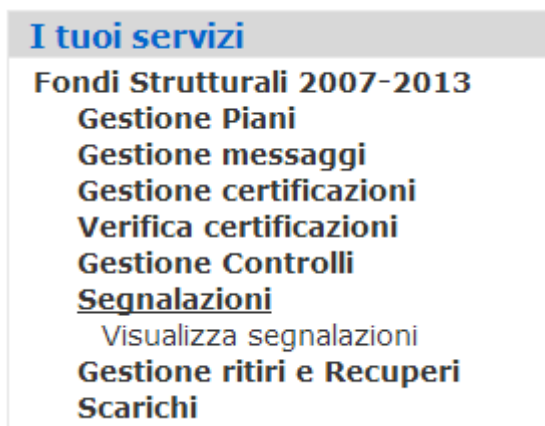 I tuoi servizi
Fondi Strutturali 2007-2013
Gestione Piani
Gestione messaggi
Gestione certificazioni
Verifica certificazioni
Gestione Controlli
Segnalazioni
Visualizza segnalazioni
Gestione ritiri e Recuperi
Scarichi